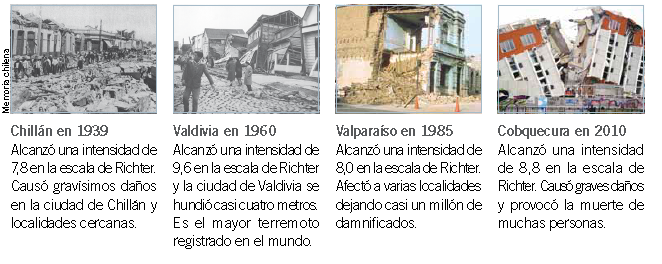 Memoria chilena
Chillán en 1939
Alcanzó una intensidad de
7,8 en la escala de Richter.
Causó gravísimos daños
en la ciudad de Chillán y
localidades cercanas.
Valdivia en 1960
Alcanzó una intensidad de
9,6 en la escala de Richter
y la ciudad de Valdivia se
hundió casi cuatro metros.
Es el mayor terremoto
registrado en el mundo.
Valparaíso en 1985
Alcanzó una intensidad de
8,0 en la escala de Richter.
Afectó a varias localidades
dejando casi un millón de
damnificados.
Cobquecura en 2010
Alcanzó una intensidad
de 8,8 en la escala de
Richter. Causó graves daños
y provocó la muerte de
muchas personas.